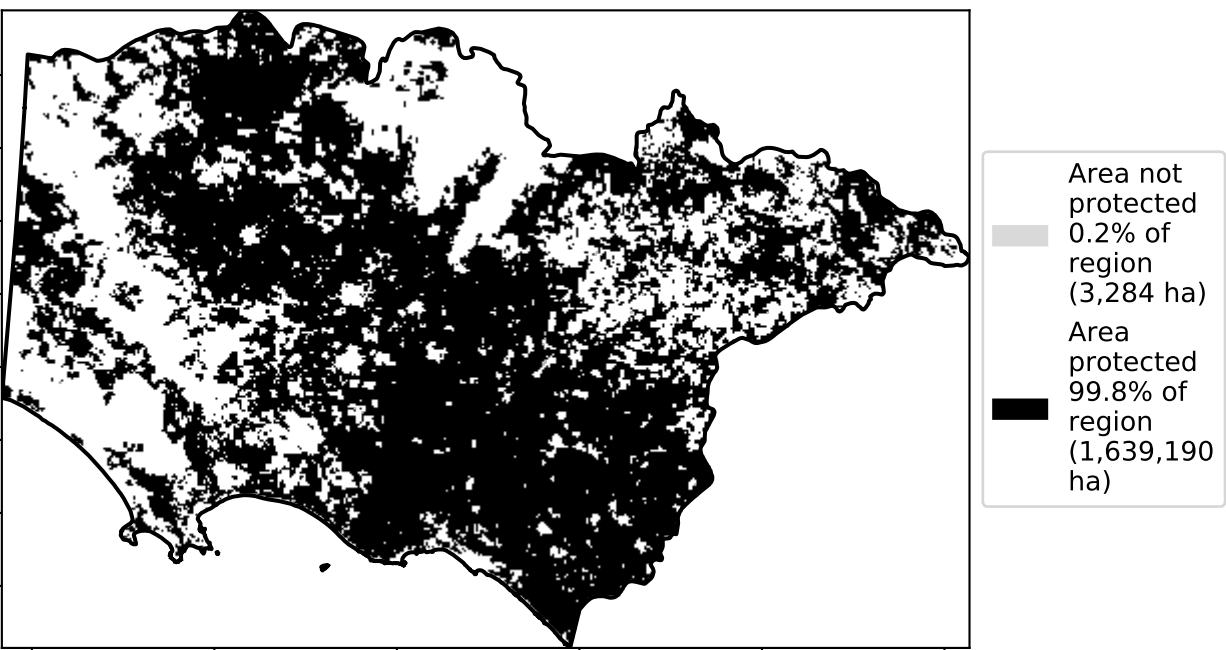 Area not
protected
0.2% of
region
(3,284 ha)
Area
protected
99.8% of
region
(1,639,190
ha)